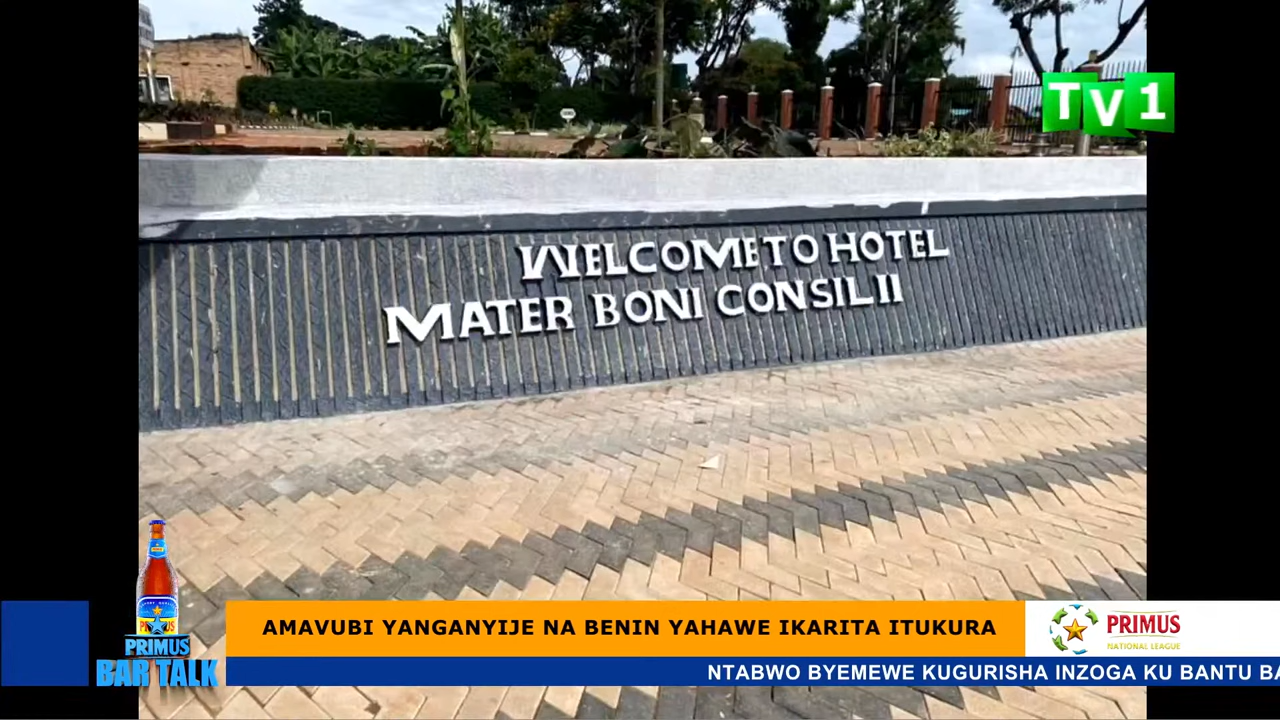 TV1
WELCOME TO HOTEL
MATER BONI CONSILII
PRIMUS
BAR TALK
AMAVUBI YANGANYIJE NA BENIN YAHAWE IKARITA ITUKURA
PRIMUS
NATIONAL LEAGUE
NTABWO BYEMEWE KUGURISHA INZOGA KU BANTU BA